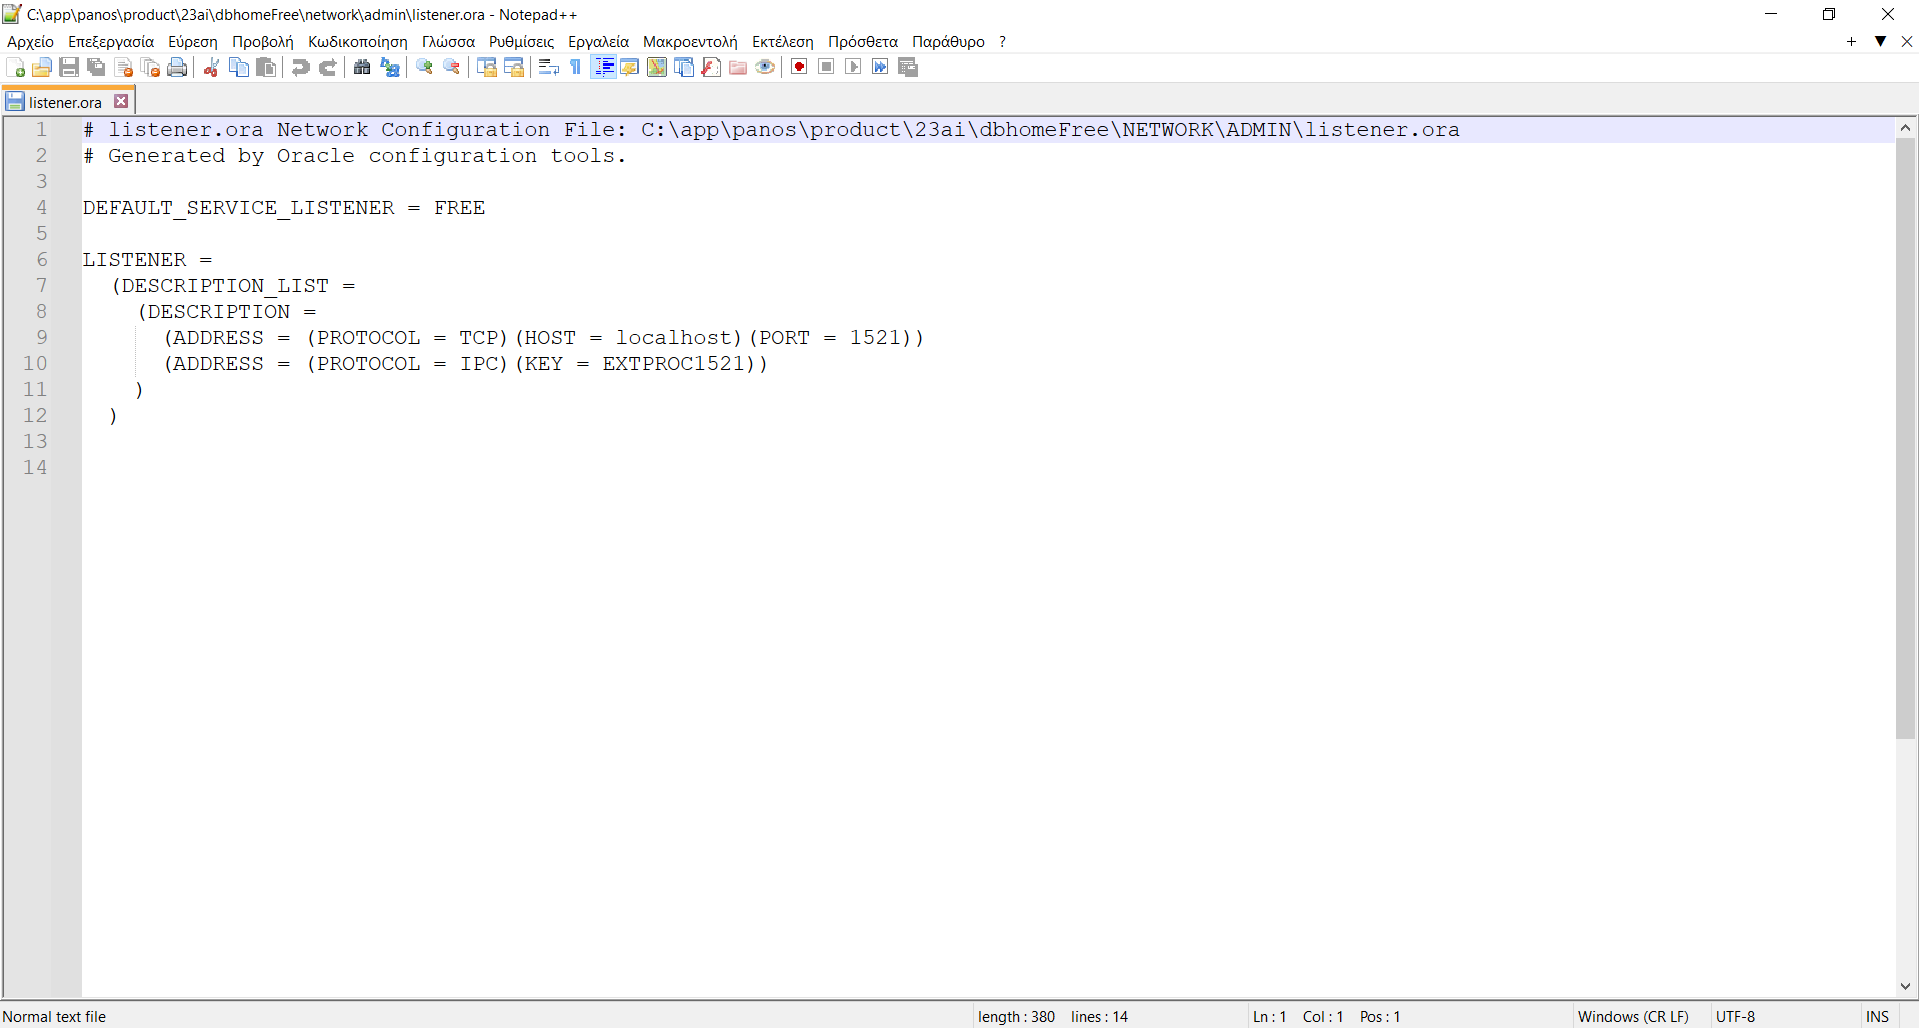 C:\app\panos\product\23ai\dbhomeFree\network\admin\listener.ora - Notepad++
Αρχείο Επεξεργασία Εύρεση Προβολή Κωδικοποίηση Γλώσσα Ρυθμίσεις Εργαλεία Μακροεντολή Εκτέλεση Πρόσθετα Παράθυρο ?
listener.ora
1 # listener.ora Network Configuration File: C:\app\panos\product\23ai\dbhomeFree\NETWORK\ADMIN\listener.ora
2 # Generated by Oracle configuration tools.
3
4 DEFAULT_SERVICE_LISTENER = FREE
5
6 LISTENER =
7   (DESCRIPTION_LIST =
8     (DESCRIPTION =
9       (ADDRESS = (PROTOCOL = TCP)(HOST = localhost)(PORT = 1521))
10       (ADDRESS = (PROTOCOL = IPC)(KEY = EXTPROC1521))
11     )
12   )
13
14
Normal text file length : 380 lines : 14 Ln : 1 Col : 1 Pos : 1 Windows (CR LF) UTF-8 INS